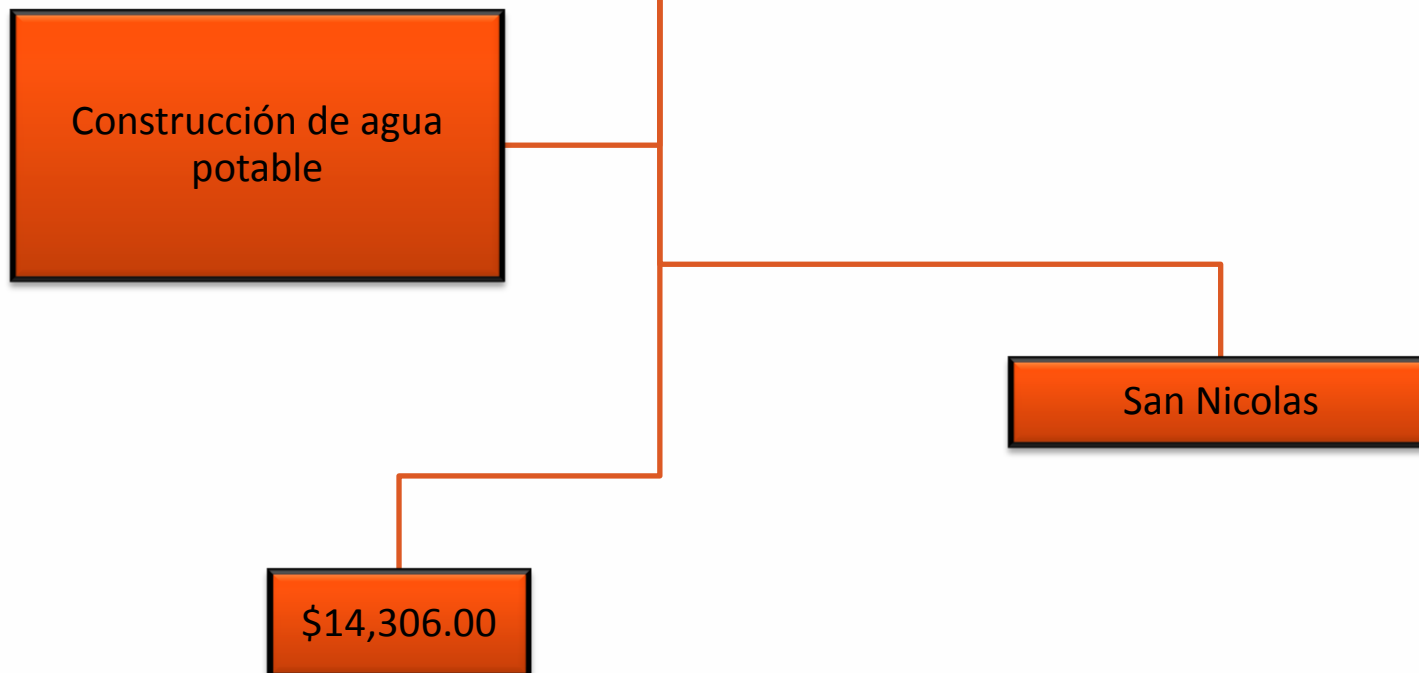 Construcción de agua
potable
San Nicolas
$14,306.00